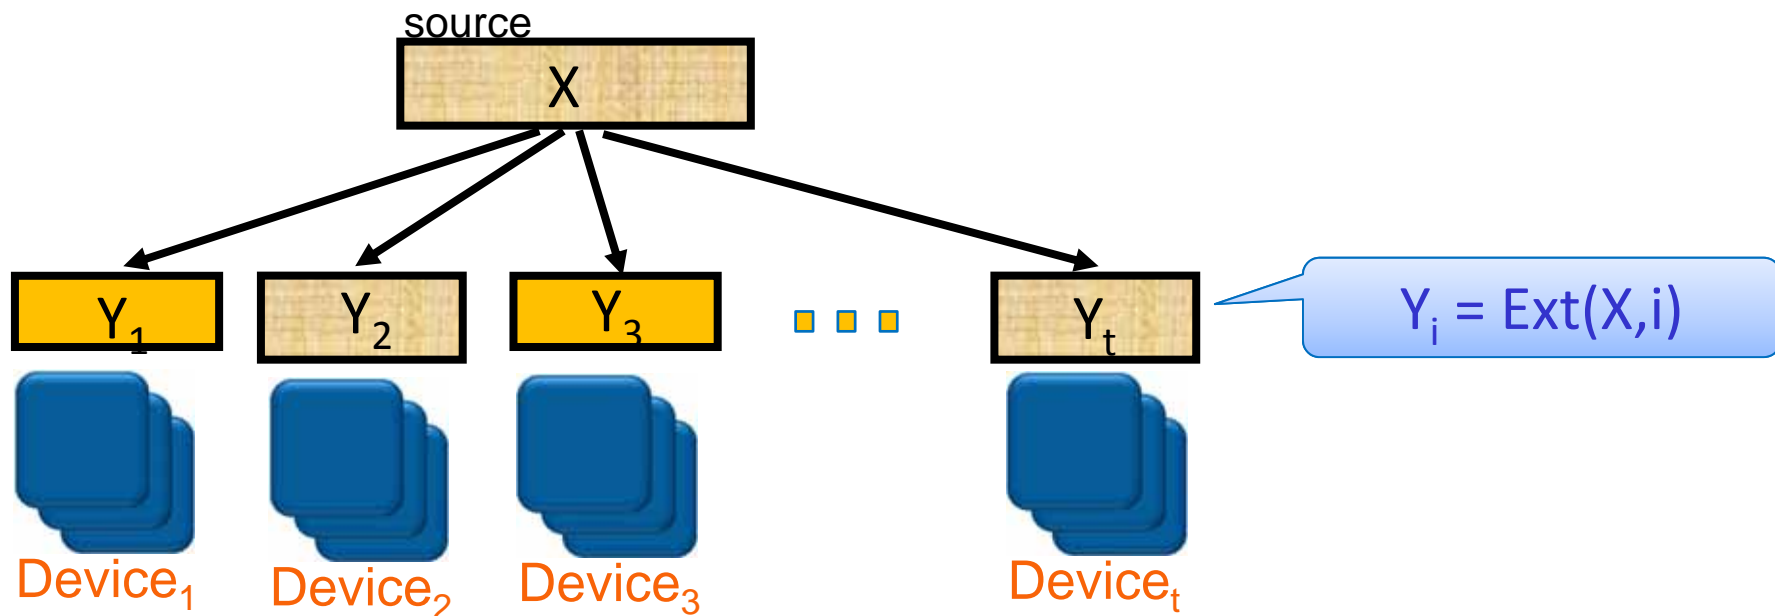 source
X
Y₁
Y₂
Y₃
Yₜ
Yᵢ = Ext(X,i)
Device₁
Device₂
Device₃
Deviceₜ